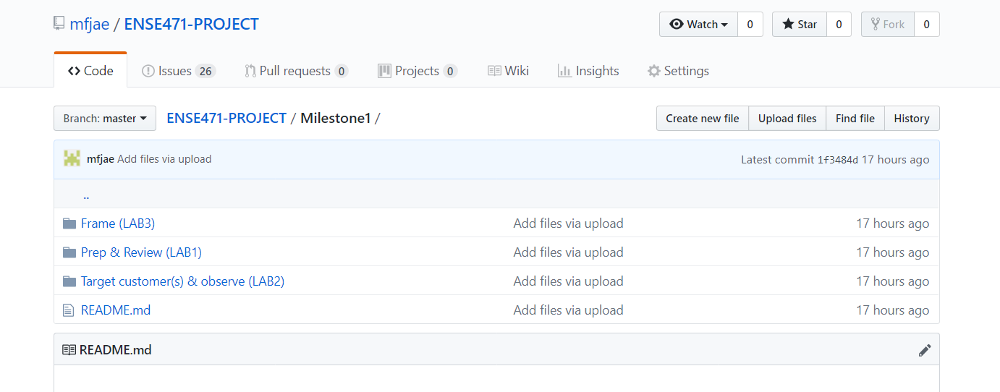 mfjae / ENSE471-PROJECT
Watch 0 Star 0 Fork 0
Code Issues 26 Pull requests 0 Projects 0 Wiki Insights Settings
Branch: master ENSE471-PROJECT / Milestone1 / Create new file Upload files Find file History
mfjae Add files via upload Latest commit 1f3484d 17 hours ago
..
Frame (LAB3) Add files via upload 17 hours ago
Prep & Review (LAB1) Add files via upload 17 hours ago
Target customer(s) & observe (LAB2) Add files via upload 17 hours ago
README.md Add files via upload 17 hours ago
README.md